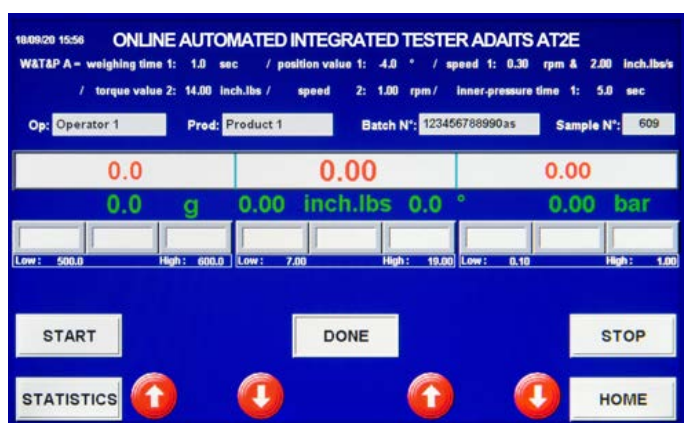 18/09/20 15:56 ONLINE AUTOMATED INTEGRATED TESTER ADAITS AT2E
W&T&P A - weighing time 1: 1.0 sec / position value 1: -4.0 ° / speed 1: 0.30 rpm & 2.00 inch.lbs/s
/ torque value 2: 14.00 inch.lbs / speed 2: 1.00 rpm / inner-pressure time 1: 5.0 sec
Op: Operator 1 Prod: Product 1 Batch N°: 123456788990as Sample N°: 609
0.0 0.00 0.00
0.0 g 0.00 inch.lbs 0.0 ° 0.00 bar
Low: 500.0 High: 600.0 Low: 7.00 High: 19.00 Low: 0.10 High: 1.00
START DONE STOP
STATISTICS HOME